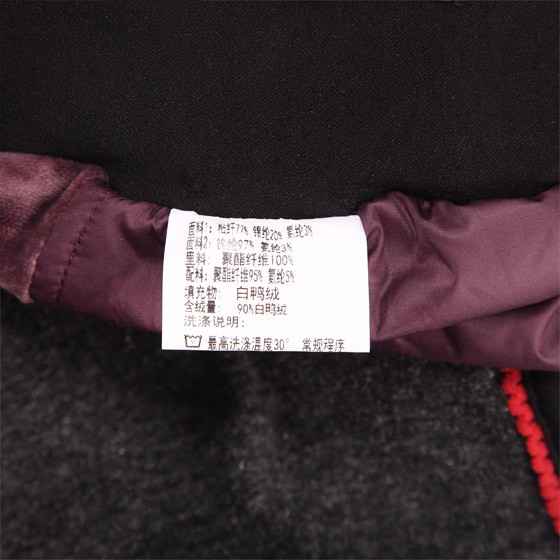 面料1: 粘纤77% 锦纶20% 氨纶3%
面料2: 锦纶97% 氨纶3%
里料: 聚酯纤维100%
配料: 聚酯纤维95% 氨纶5%
填充物: 白鸭绒
含绒量: 90%白鸭绒
洗涤说明:
最高洗涤温度30° 常规程序